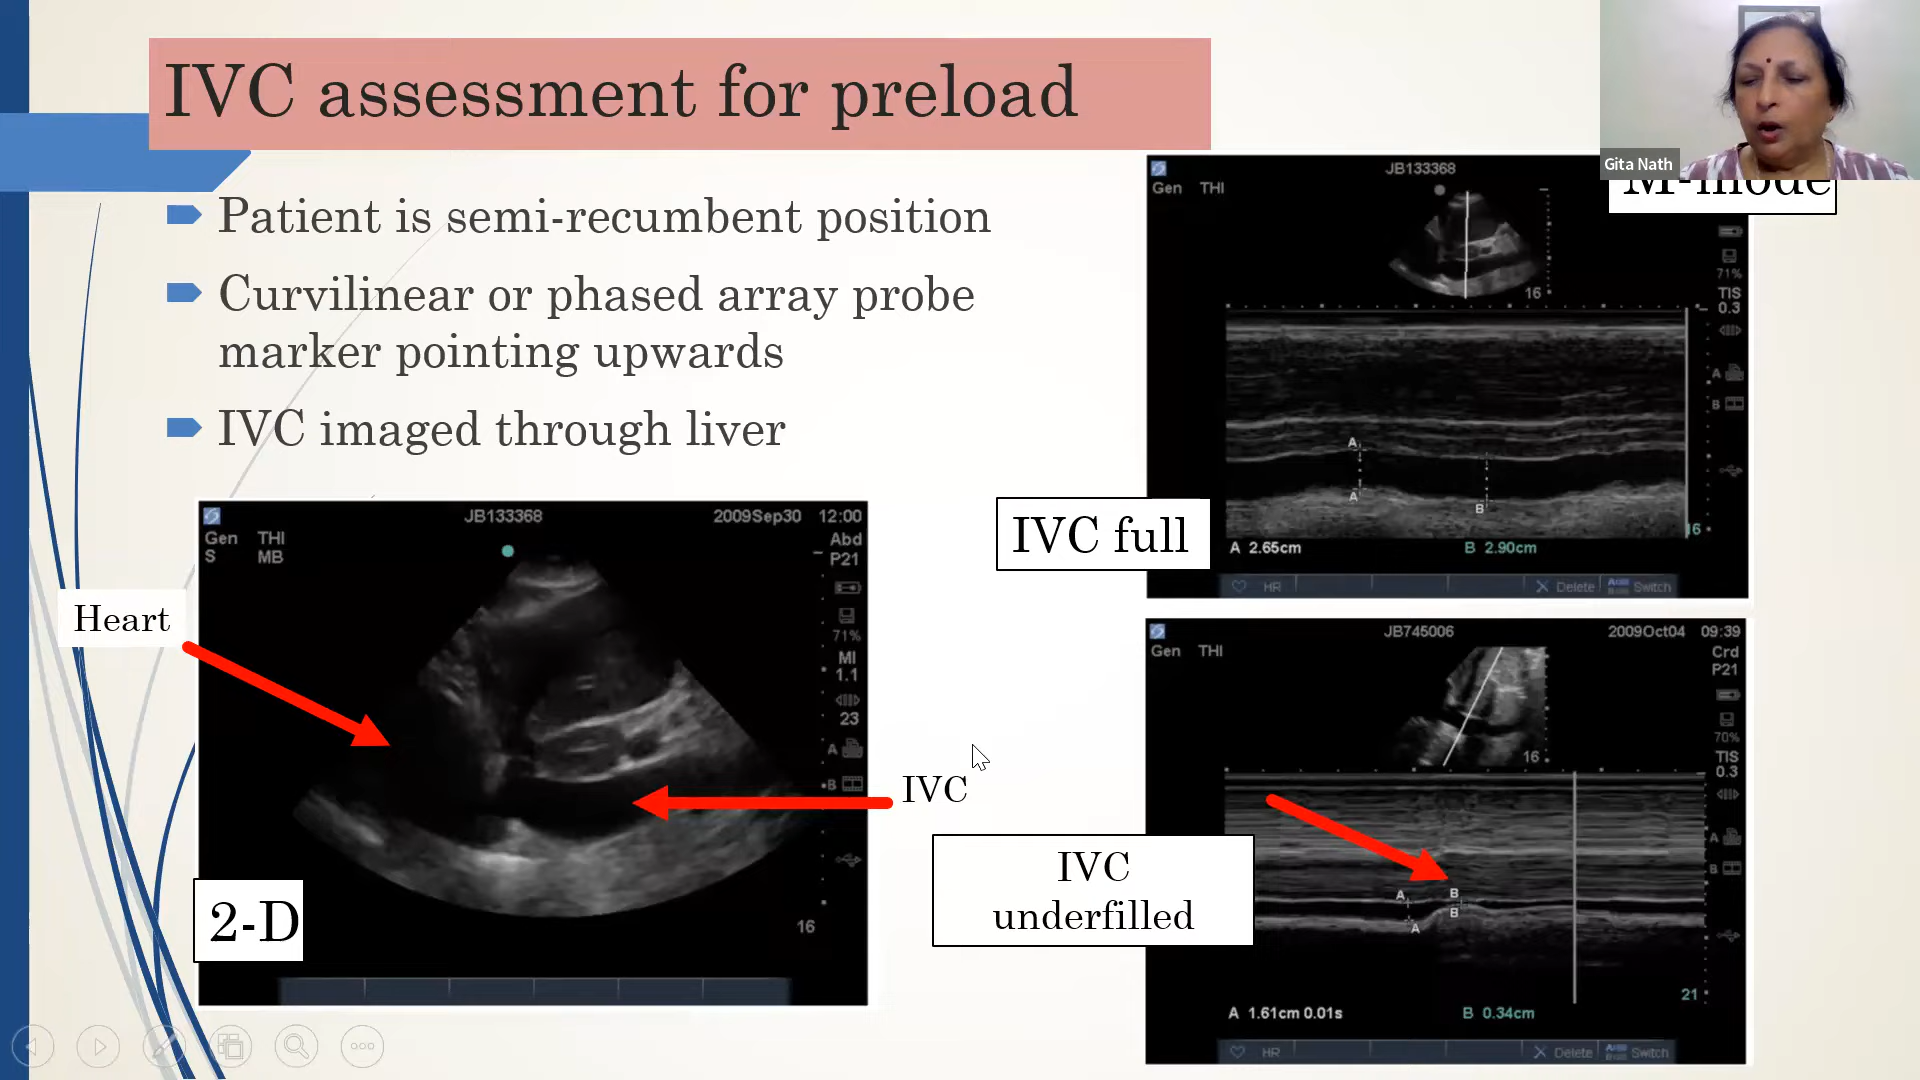 IVC assessment for preload
Gita Nath
M-mode
Patient is semi-recumbent position
Curvilinear or phased array probe
marker pointing upwards
IVC imaged through liver
JB133368
Gen THI
71%
TIS
0.3
16
A
B
A
A
B
16
A 2.65cm
B 2.90cm
HR
Delete
Switch
IVC full
JB133368
2009Sep30 12:00
Gen THI
S MB
Abd
P21
71%
MI
1.1
23
A
B
16
Heart
IVC
2-D
JB745006
2009Oct04 09:39
Gen THI
Crd
P21
70%
TIS
0.3
16
A
B
A
B
B
A
21
A 1.61cm 0.01s
B 0.34cm
HR
Delete
Switch
IVC
underfilled